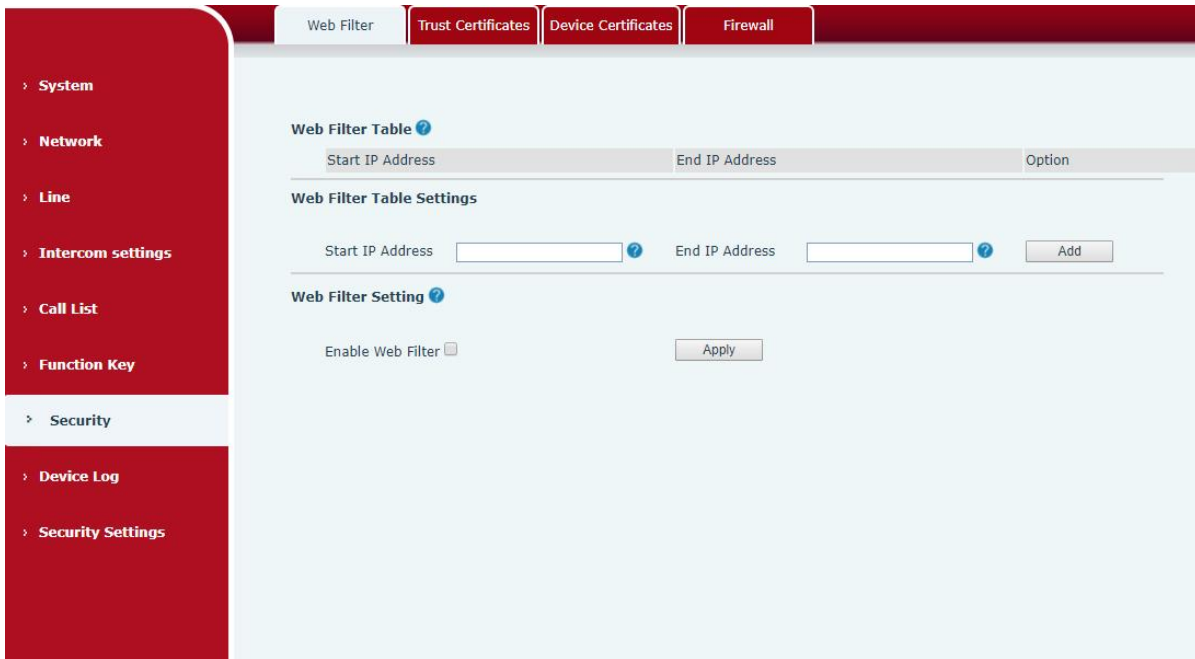 Web Filter
Trust Certificates
Device Certificates
Firewall
System
Network
Line
Intercom settings
Call List
Function Key
Security
Device Log
Security Settings
Web Filter Table
Start IP Address End IP Address Option
Web Filter Table Settings
Start IP Address End IP Address Add
Web Filter Setting
Enable Web Filter Apply